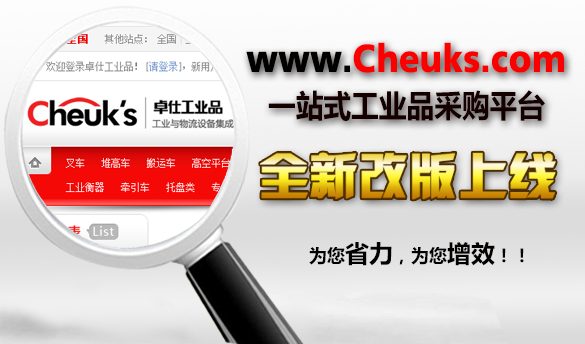 全国 其他站点: 全国
欢迎登录卓仕工业品! [请登录], 新用
Cheuk's 卓仕工业品
工业与物流设备集成
叉车 堆高车 搬运车 高空平台
工业衡器 牵引车 托盘类 专
表 List
www.Cheuks.com
一站式工业品采购平台
全新改版上线
为您省力，为您增效！！